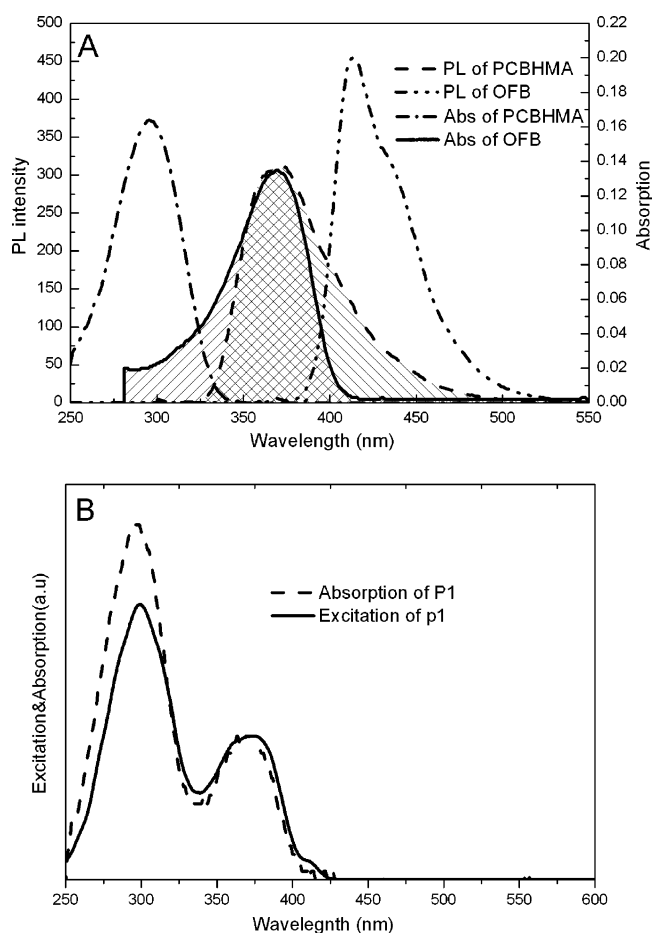 A
500
450
400
350
300
250
200
150
100
50
0
PL intensity
PL of PCBHMA
PL of OFB
Abs of PCBHMA
Abs of OFB
0.22
0.20
0.18
0.16
0.14
0.12
0.10
0.08
0.06
0.04
0.02
0.00
Absorption
250 300 350 400 450 500 550
Wavelength (nm)
B
Excitation&Absorption(a.u)
Absorption of P1
Excitation of p1
250 300 350 400 450 500 550 600
Wavelegnth (nm)